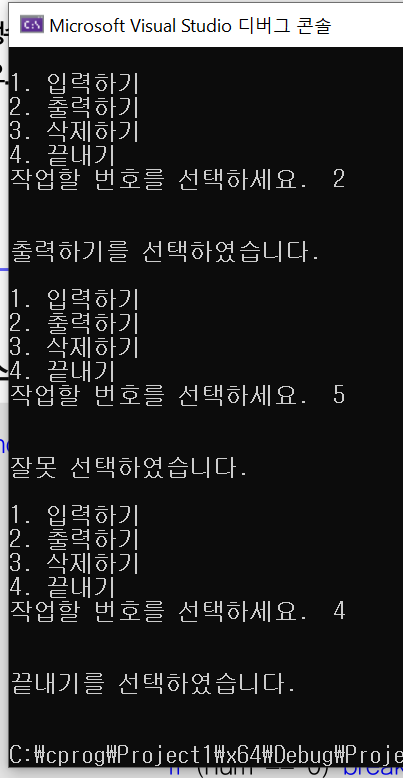 Microsoft Visual Studio 디버그 콘솔
1. 입력하기
2. 출력하기
3. 삭제하기
4. 끝내기
작업할 번호를 선택하세요. 2
출력하기를 선택하였습니다.
1. 입력하기
2. 출력하기
3. 삭제하기
4. 끝내기
작업할 번호를 선택하세요. 5
잘못 선택하였습니다.
1. 입력하기
2. 출력하기
3. 삭제하기
4. 끝내기
작업할 번호를 선택하세요. 4
끝내기를 선택하였습니다.
C:₩cprog₩Project1₩x64₩Debug₩Proje